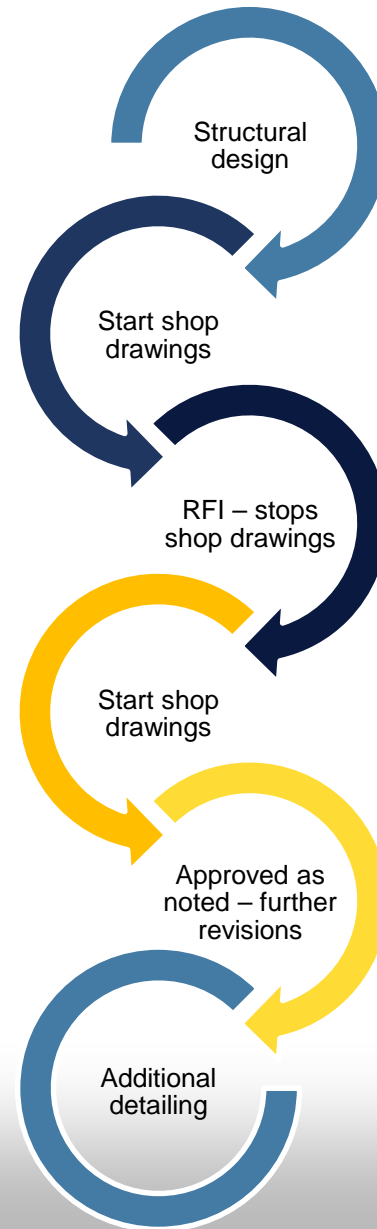 Structural
design
Start shop
drawings
RFI – stops
shop drawings
Start shop
drawings
Approved as
noted – further
revisions
Additional
detailing